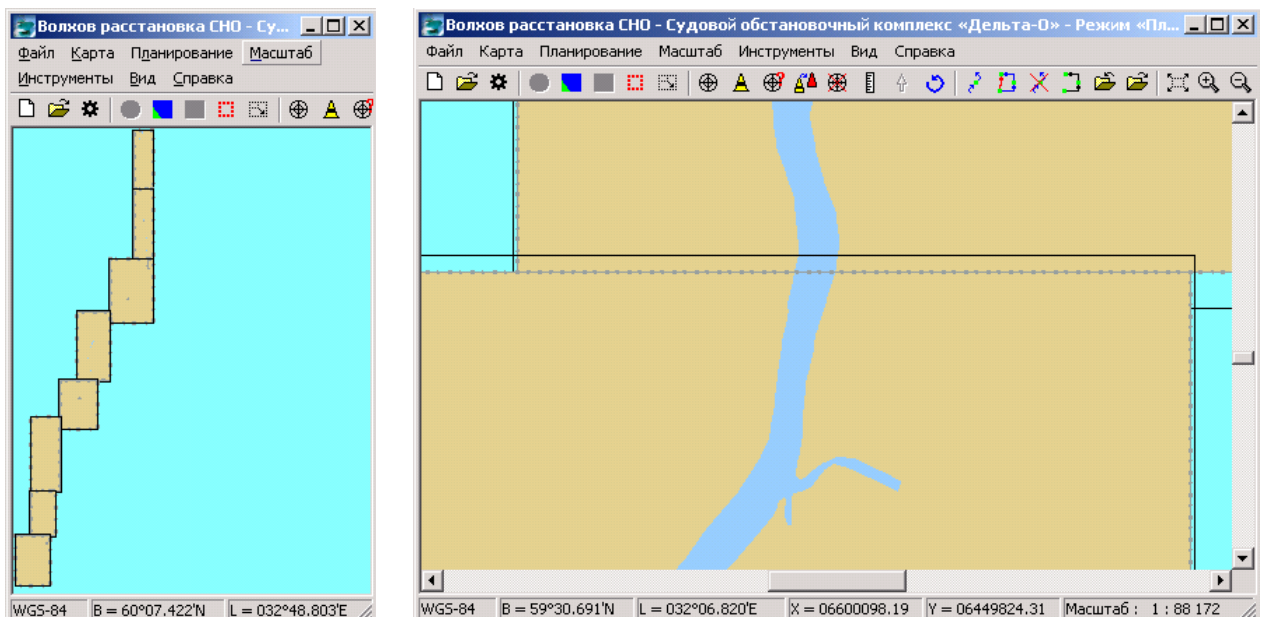 Волхов расстановка СНО - Су...
Файл Карта Планирование Масштаб
Инструменты Вид Справка
WGS-84 B = 60°07.422'N L = 032°48.803'E
Волхов расстановка СНО - Судовой обстановочный комплекс «Дельта-О» - Режим «Пл...
Файл Карта Планирование Масштаб Инструменты Вид Справка
WGS-84 B = 59°30.691'N L = 032°06.820'E X = 06600098.19 Y = 06449824.31 Масштаб : 1 : 88 172